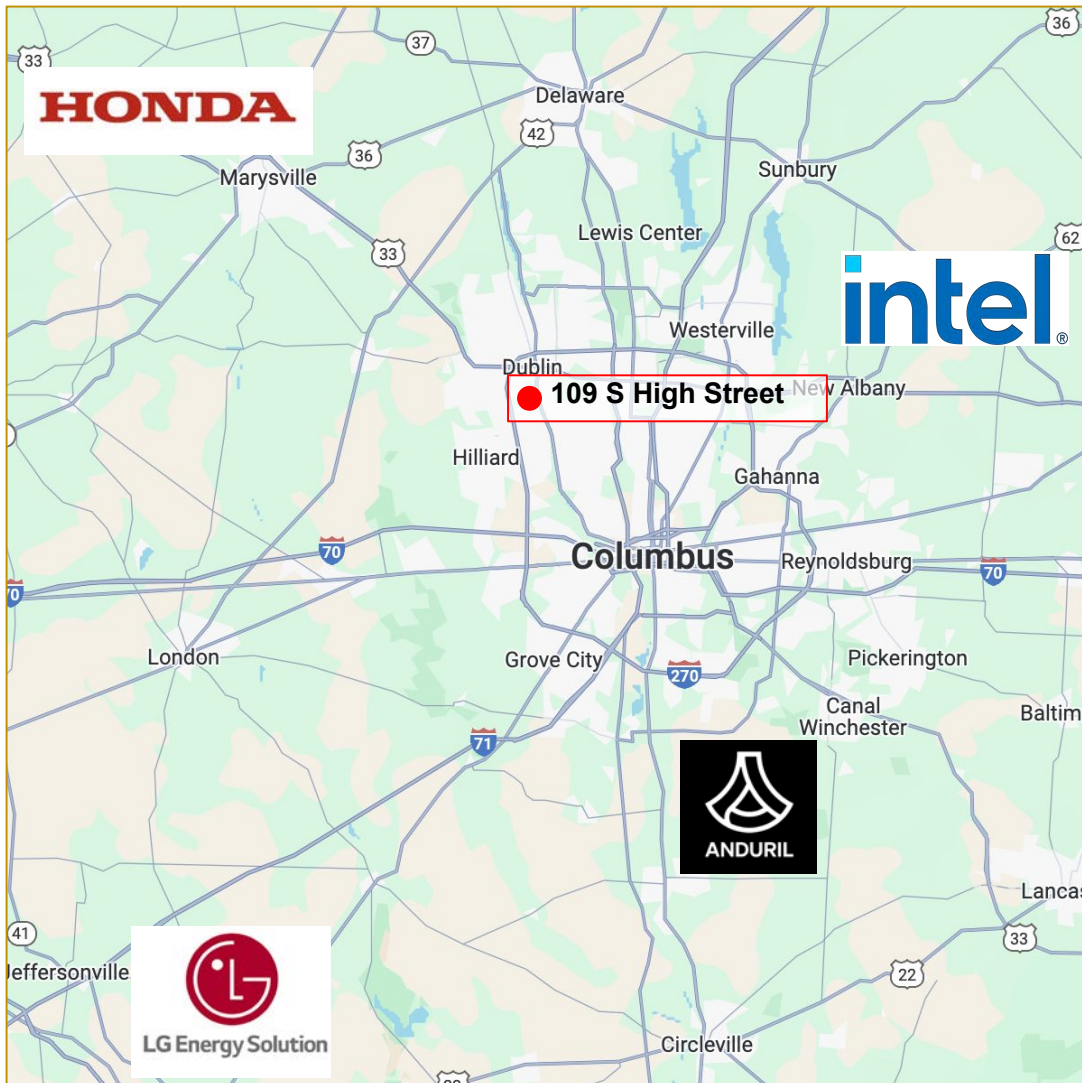 36
37
33
HONDA
Delaware
42
36
Sunbury
Marysville
Lewis Center
62
33
intel
®
Westerville
Dublin
109 S High Street
New Albany
Hilliard
Gahanna
70
Columbus
Reynoldsburg
70
70
London
Grove City
Pickerington
270
Canal
Winchester
Baltim
71
ANDURIL
Lancas
41
33
Jeffersonville
22
LG
LG Energy Solution
Circleville